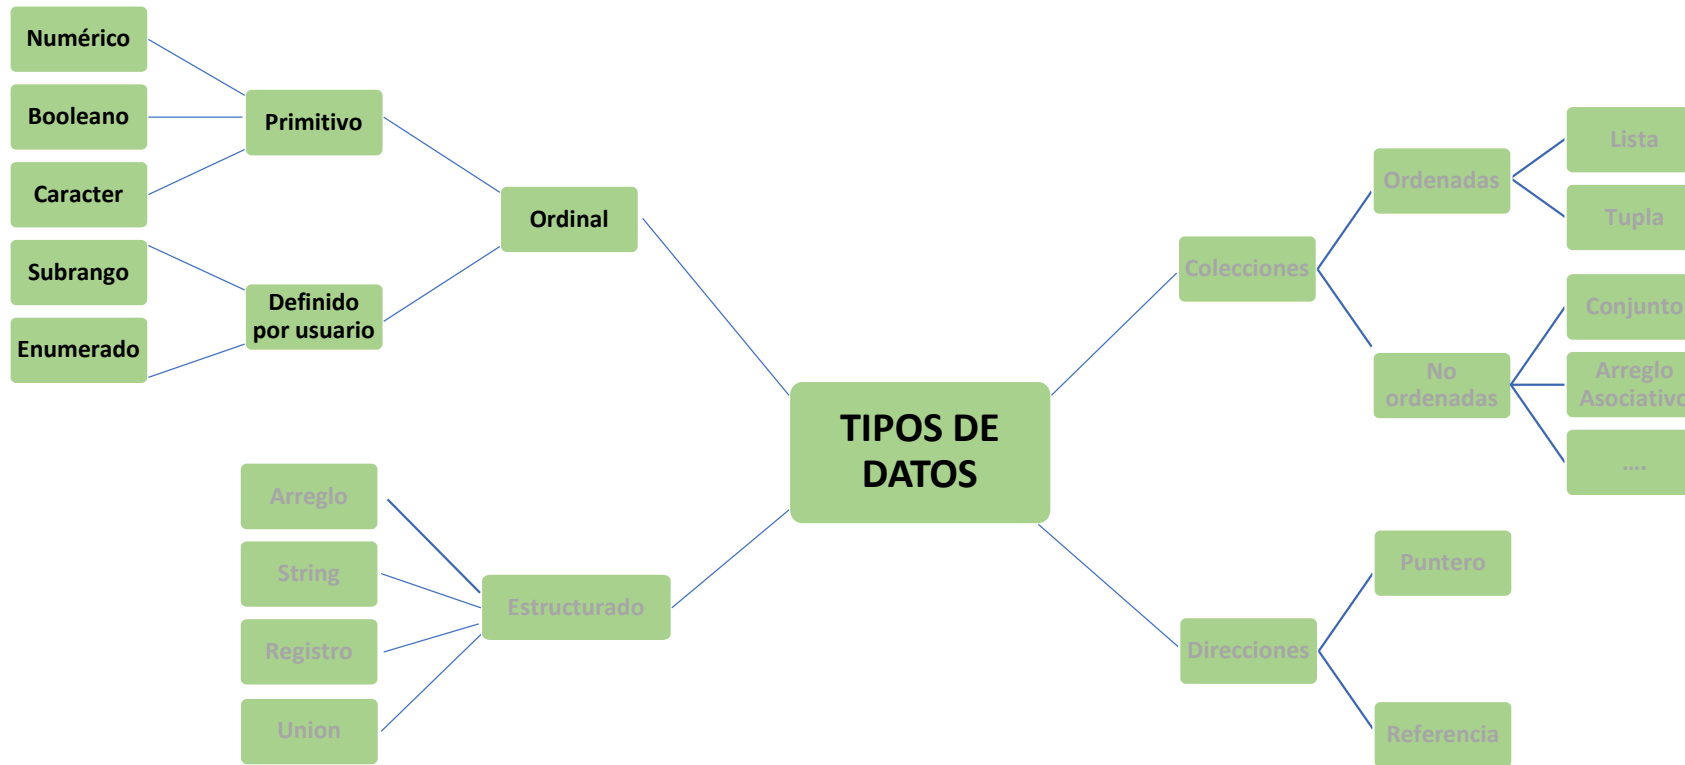 Numérico
Booleano
Caracter
Subrango
Enumerado
Primitivo
Definido
por usuario
Ordinal
Arreglo
String
Registro
Union
Estructurado
TIPOS DE
DATOS
Colecciones
Ordenadas
No
ordenadas
Lista
Tupla
Conjunto
Arreglo
Asociativo
....
Direcciones
Puntero
Referencia